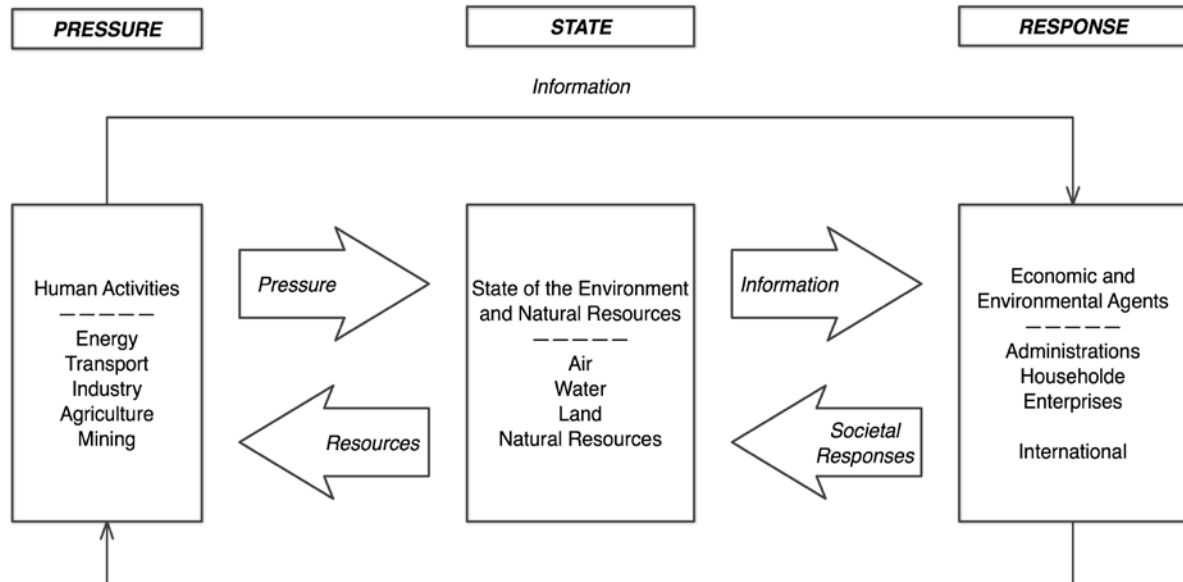 PRESSURE
STATE
RESPONSE
Information
Human Activities
— — — — —
Energy
Transport
Industry
Agriculture
Mining
Pressure
Resources
State of the Environment
and Natural Resources
— — — — —
Air
Water
Land
Natural Resources
Information
Societal
Responses
Economic and
Environmental Agents
— — — — —
Administrations
Householde
Enterprises
International